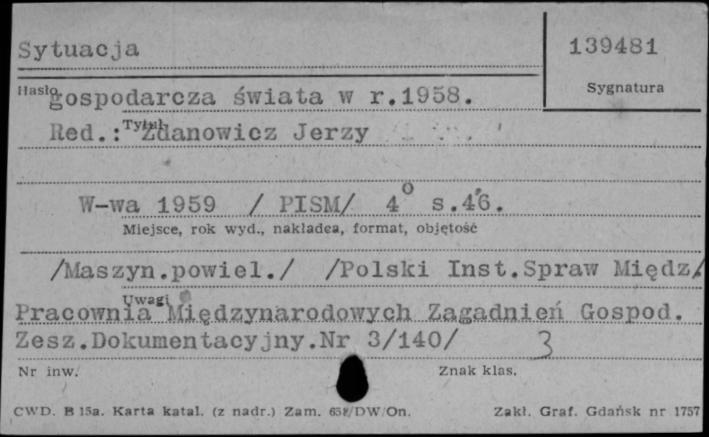 Sytuacja
139481
Hasło
Sygnatura
gospodarcza świata w r.1958.
Tytuł
Red.: Zdanowicz Jerzy
W-wa 1959 / PISM/ 4° s.46.
Miejsce, rok wyd., nakładca, format, objętość
/Maszyn.powiel./ /Polski Inst.Spraw Międz/
Uwagi
Pracownia Międzynarodowych Zagadnień Gospod.
Zesz.Dokumentacyjny.Nr 3/140/ 3
Nr inw.
Znak klas.
CWD. B 15a. Karta katal. (z nadr.) Zam. /DW/On.
Zakł. Graf. Gdańsk nr 1757